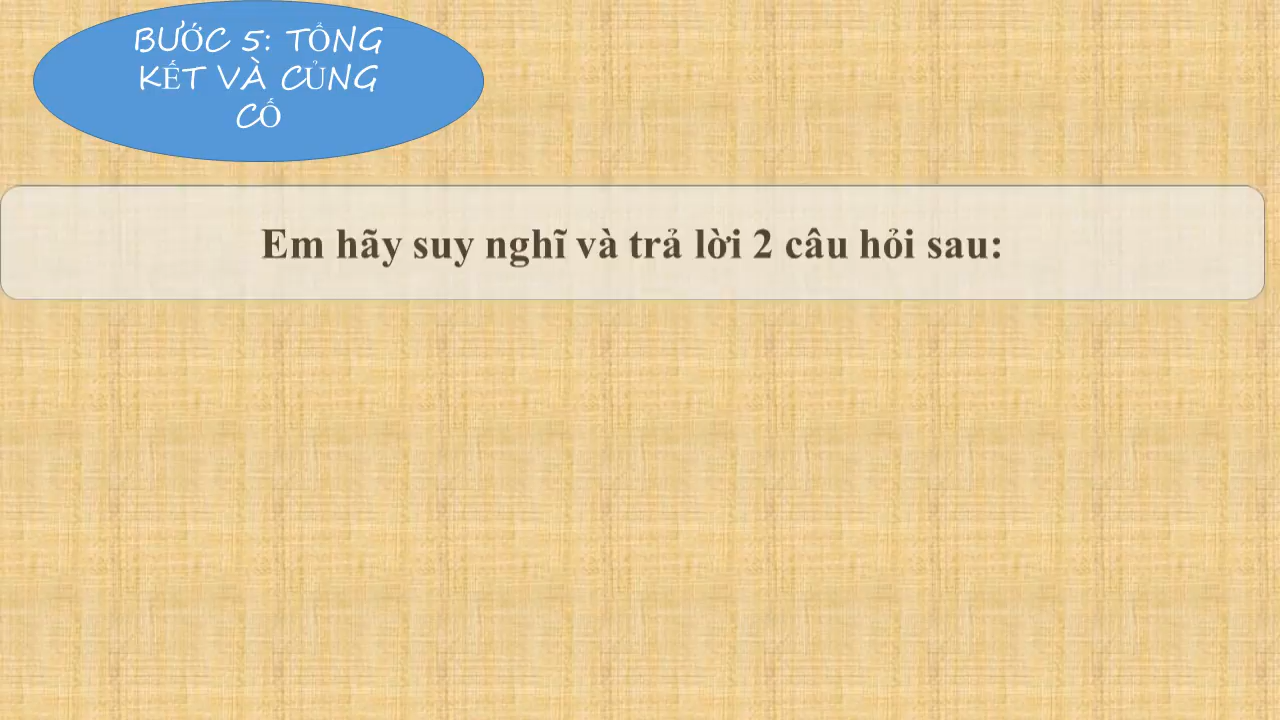 BƯỚC 5: TỔNG
KẾT VÀ CỦNG
CỐ
Em hãy suy nghĩ và trả lời 2 câu hỏi sau: